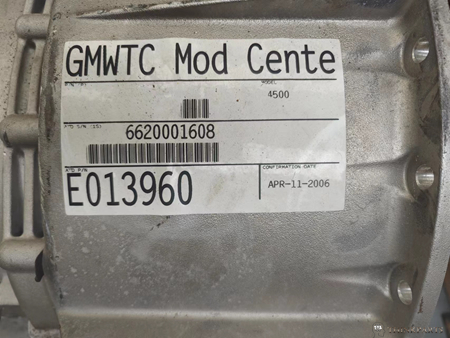 GMWTC Mod Cente
MODEL
4500
6620001608
E013960
CONFIRMATION DATE
APR-11-2006